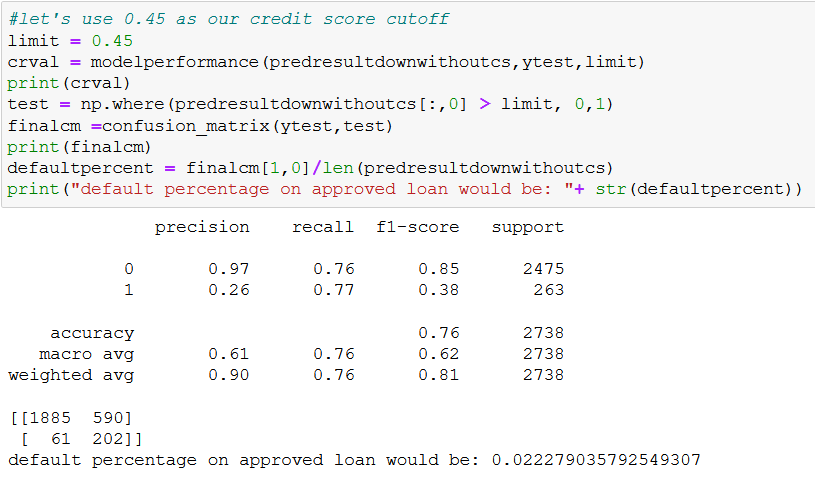 #let's use 0.45 as our credit score cutoff
limit = 0.45
crval = modelperformance(predresultdownwithoutcs,ytest,limit)
print(crval)
test = np.where(predresultdownwithoutcs[:,0] > limit, 0,1)
finalcm =confusion_matrix(ytest,test)
print(finalcm)
defaultpercent = finalcm[1,0]/len(predresultdownwithoutcs)
print("default percentage on approved loan would be: "+ str(defaultpercent))
precision recall f1-score support
0 0.97 0.76 0.85 2475
1 0.26 0.77 0.38 263
accuracy 0.76 2738
macro avg 0.61 0.76 0.62 2738
weighted avg 0.90 0.76 0.81 2738
[[1885 590]
[ 61 202]]
default percentage on approved loan would be: 0.022279035792549307